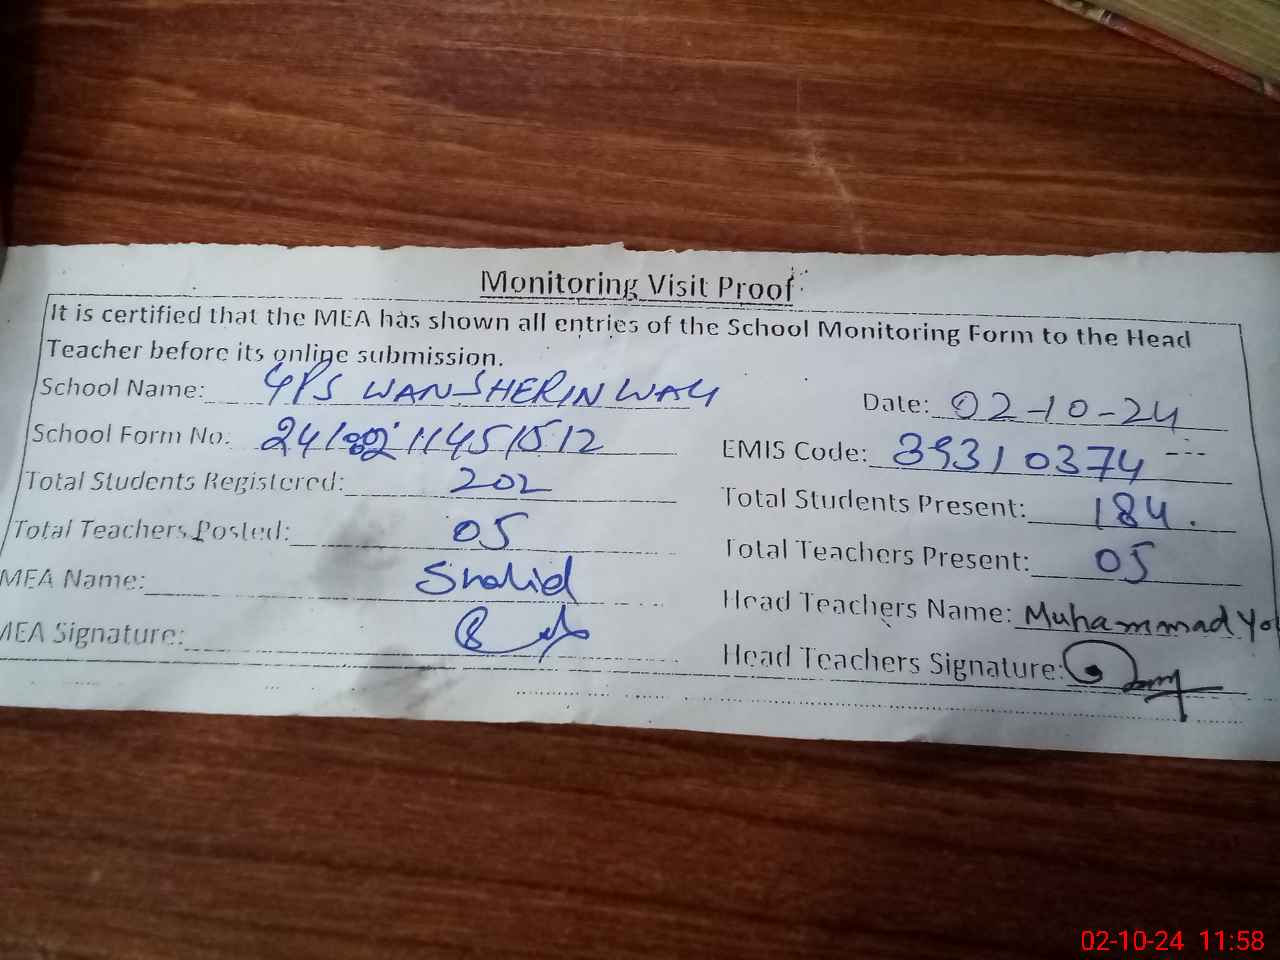 Monitoring Visit Proof
It is certified that the MEA has shown all entries of the School Monitoring Form to the Head
Teacher before its online submission.
School Name: GPS WAN SHERIN WALI
Date: 02-10-24
School Form No: 24100211451512
EMIS Code: 39310374
Total Students Registered: 202
Total Students Present: 184.
Total Teachers Posted: 05
Total Teachers Present: 05
MEA Name: Shahid
Head Teachers Name: Muhammad
MEA Signature:
Head Teachers Signature:
02-10-24 11:58